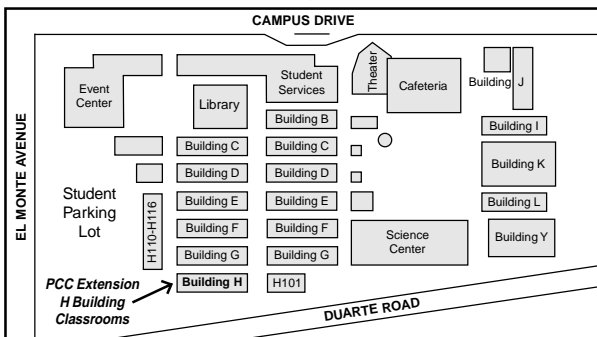 CAMPUS DRIVE
EL MONTE AVENUE
Event
Center
Student
Services
Library
Theater
Cafeteria
Building
J
Building B
Building I
Building C
Building C
Building K
Building D
Building D
Building E
Building E
Building L
Student
Parking
Lot
H110-H116
Building F
Building F
Science
Center
Building Y
Building G
Building G
PCC Extension
H Building
Classrooms
Building H
H101
DUARTE ROAD